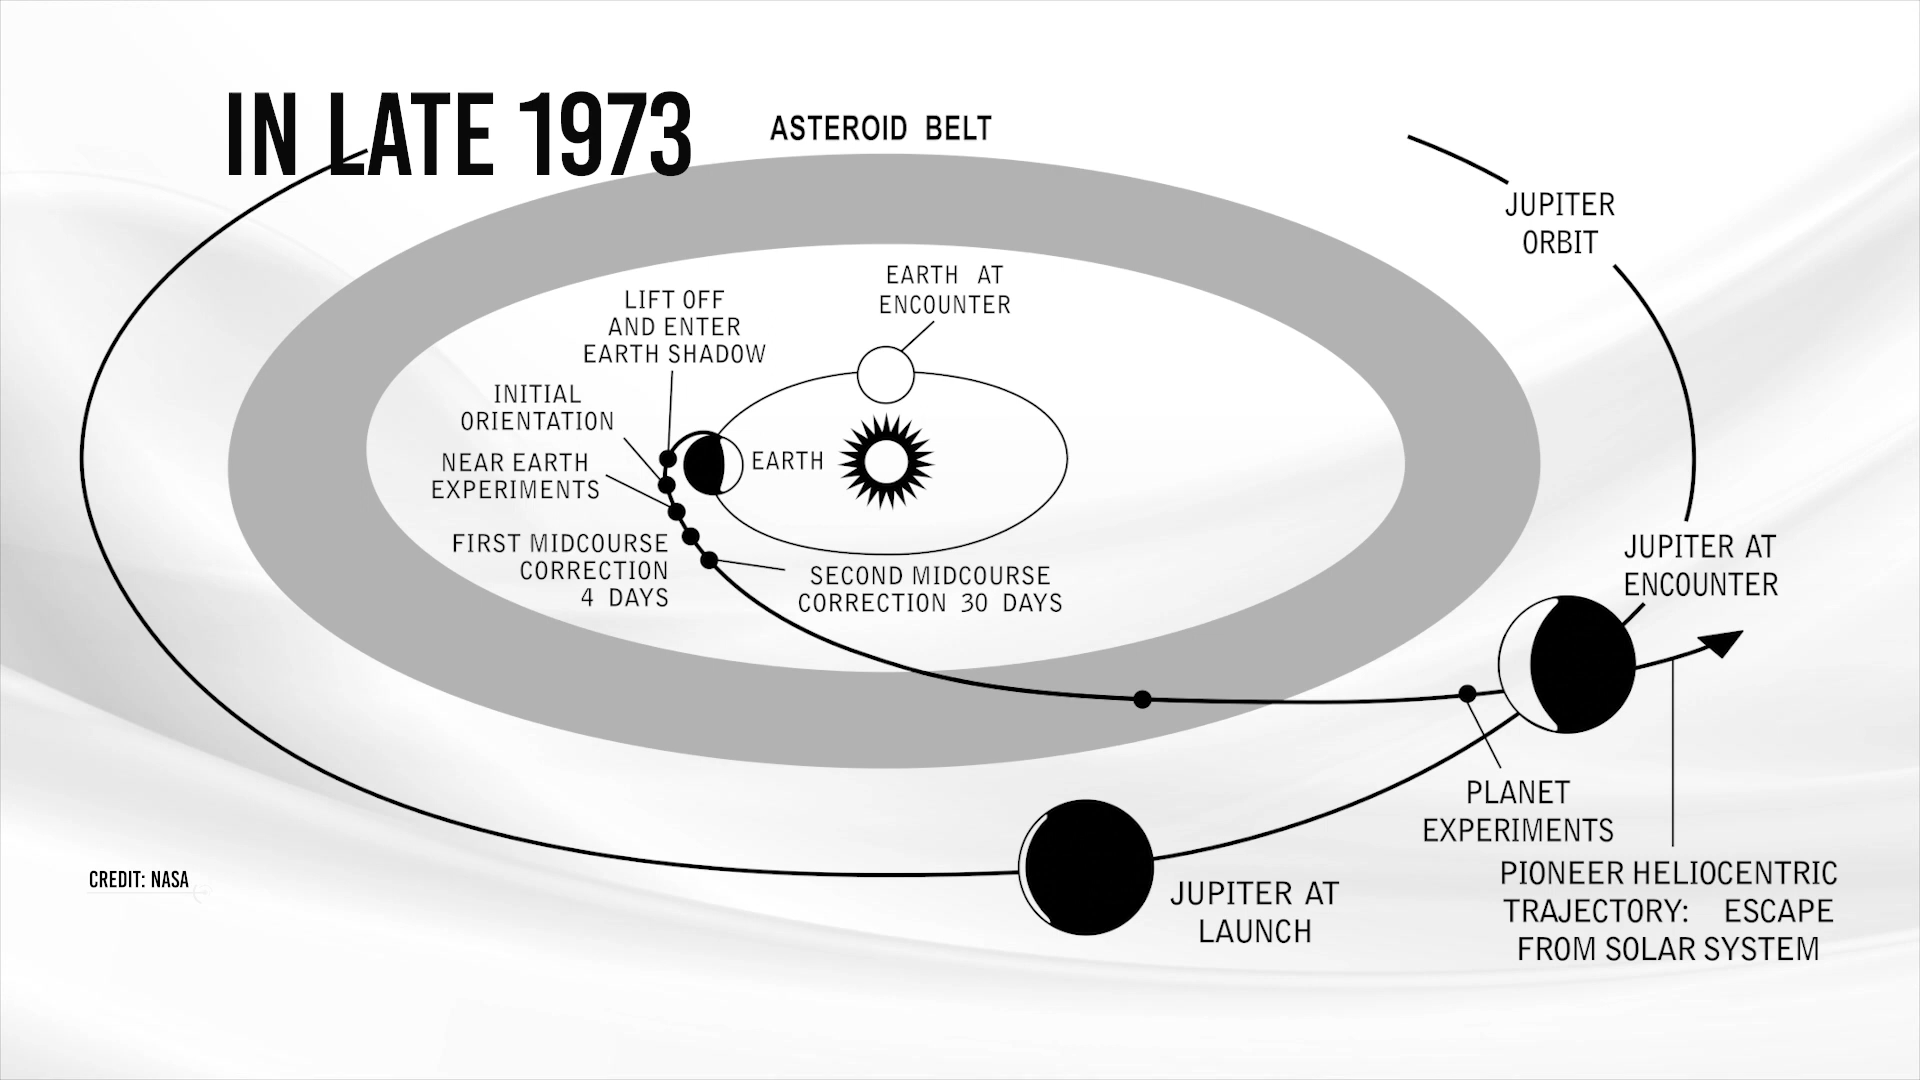 IN LATE 1973
ASTEROID BELT
JUPITER
ORBIT
EARTH AT
ENCOUNTER
LIFT OFF
AND ENTER
EARTH SHADOW
INITIAL
ORIENTATION
NEAR EARTH
EXPERIMENTS
EARTH
FIRST MIDCOURSE
CORRECTION
4 DAYS
SECOND MIDCOURSE
CORRECTION 30 DAYS
JUPITER AT
ENCOUNTER
PLANET
EXPERIMENTS
PIONEER HELIOCENTRIC
TRAJECTORY: ESCAPE
FROM SOLAR SYSTEM
JUPITER AT
LAUNCH
CREDIT: NASA